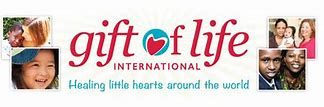 gift of life
INTERNATIONAL
Healing little hearts around the world